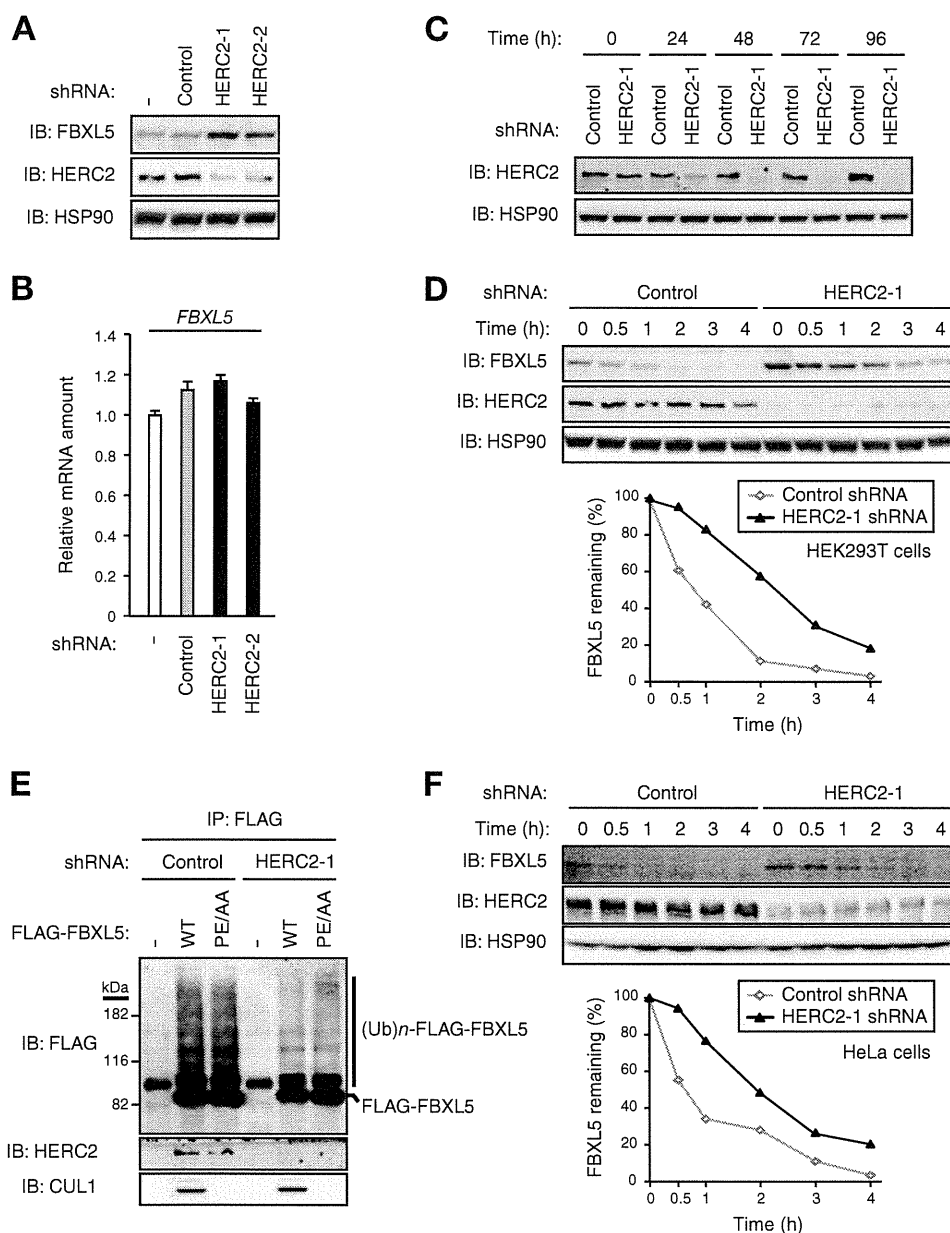 A
shRNA:
-
Control
HERC2-1
HERC2-2
IB: FBXL5
IB: HERC2
IB: HSP90
B
FBXL5
Relative mRNA amount
1.4
1.2
1.0
0.8
0.6
0.4
1.2
0
shRNA:
-
Control
HERC2-1
HERC2-2
C
Time (h): 0 24 48 72 96
shRNA:
Control HERC2-1 Control HERC2-1 Control HERC2-1 Control HERC2-1 Control HERC2-1
IB: HERC2
IB: HSP90
D
shRNA: Control HERC2-1
Time (h): 0 0.5 1 2 3 4 0 0.5 1 2 3 4
IB: FBXL5
IB: HERC2
IB: HSP90
FBXL5 remaining (%)
100
80
60
40
20
0
Control shRNA
HERC2-1 shRNA
HEK293T cells
0 0.5 1 2 3 4
Time (h)
E
IP: FLAG
shRNA: Control HERC2-1
FLAG-FBXL5: - WT PE/AA - WT PE/AA
kDa
182
116
82
IB: FLAG
(Ub)n-FLAG-FBXL5
FLAG-FBXL5
IB: HERC2
IB: CUL1
F
shRNA: Control HERC2-1
Time (h): 0 0.5 1 2 3 4 0 0.5 1 2 3 4
IB: FBXL5
IB: HERC2
IB: HSP90
FBXL5 remaining (%)
100
80
60
40
20
0
Control shRNA
HERC2-1 shRNA
HeLa cells
0 0.5 1 2 3 4
Time (h)